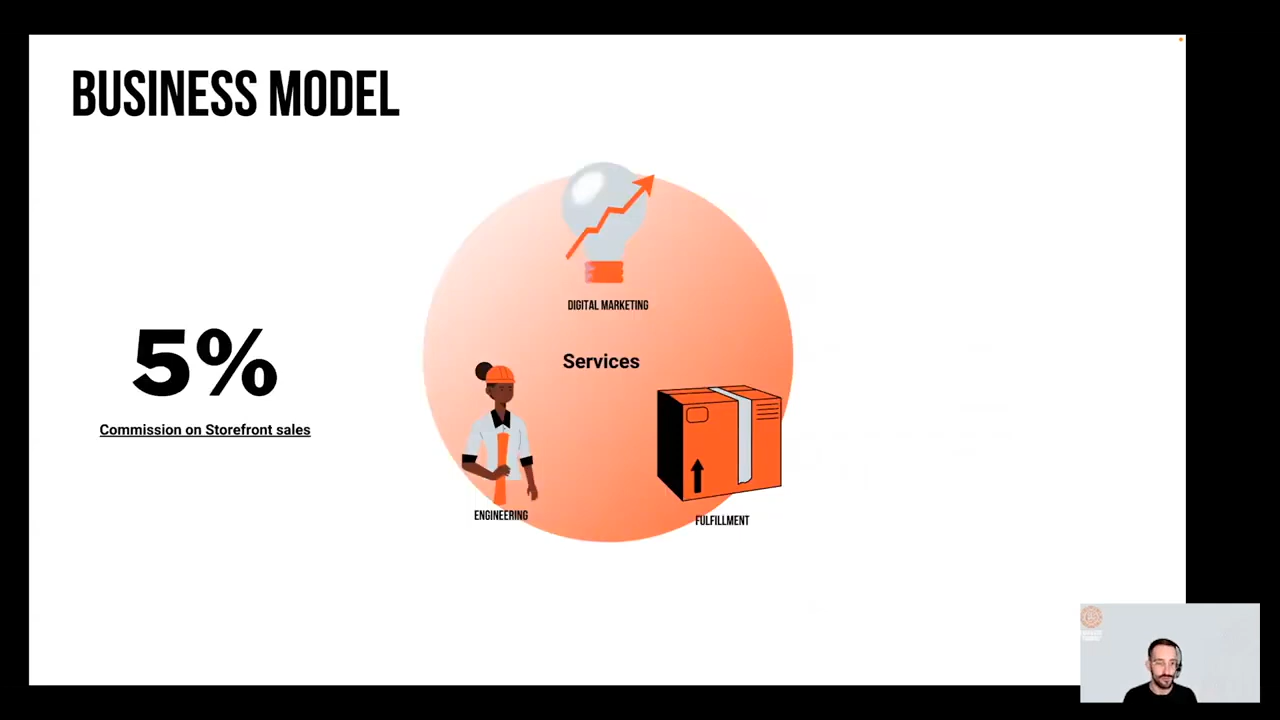 BUSINESS MODEL
DIGITAL MARKETING
5%
Services
Commission on Storefront sales
ENGINEERING
FULFILLMENT